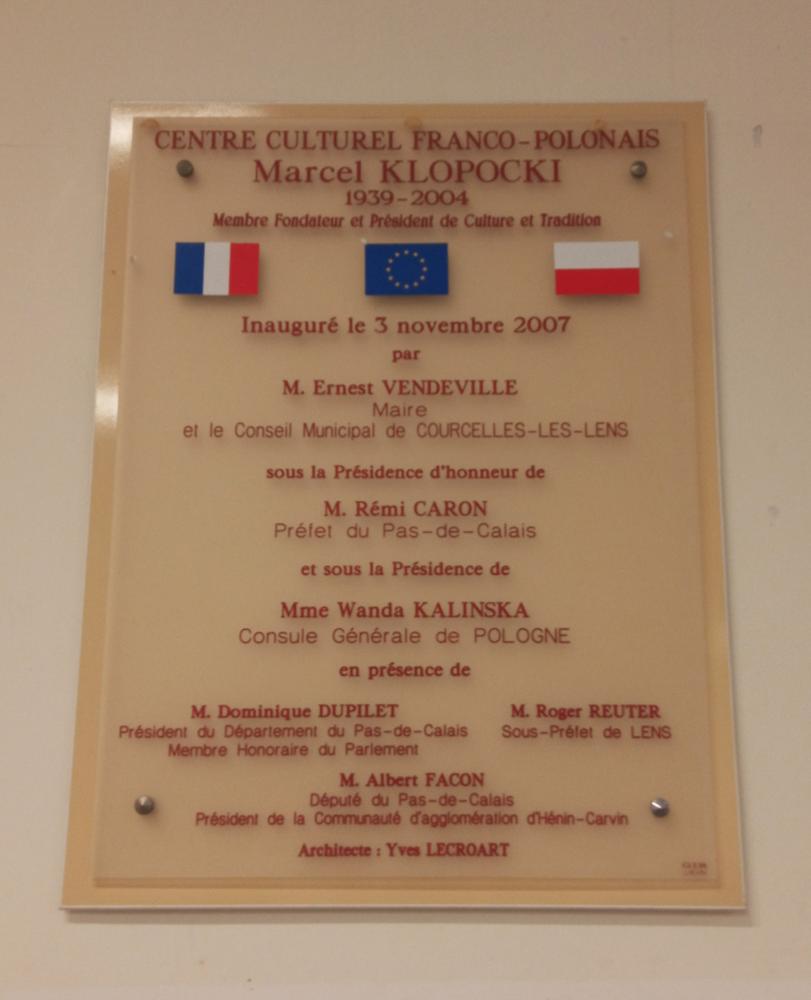 CENTRE CULTUREL FRANCO-POLONAIS
Marcel KLOPOCKI
1939-2004
Membre Fondateur et Président de Culture et Tradition
Inauguré le 3 novembre 2007
par
M. Ernest VENDEVILLE
Maire
et le Conseil Municipal de COURCELLES-LES-LENS
sous la Présidence d'honneur de
M. Rémi CARON
Préfet du Pas-de-Calais
et sous la Présidence de
Mme Wanda KALINSKA
Consule Générale de POLOGNE
en présence de
M. Dominique DUPILET
Président du Département du Pas-de-Calais
Membre Honoraire du Parlement
M. Roger REUTER
Sous-Préfet de LENS
M. Albert FACON
Député du Pas-de-Calais
Président de la Communauté d'agglomération d'Hénin-Carvin
Architecte : Yves LECROART